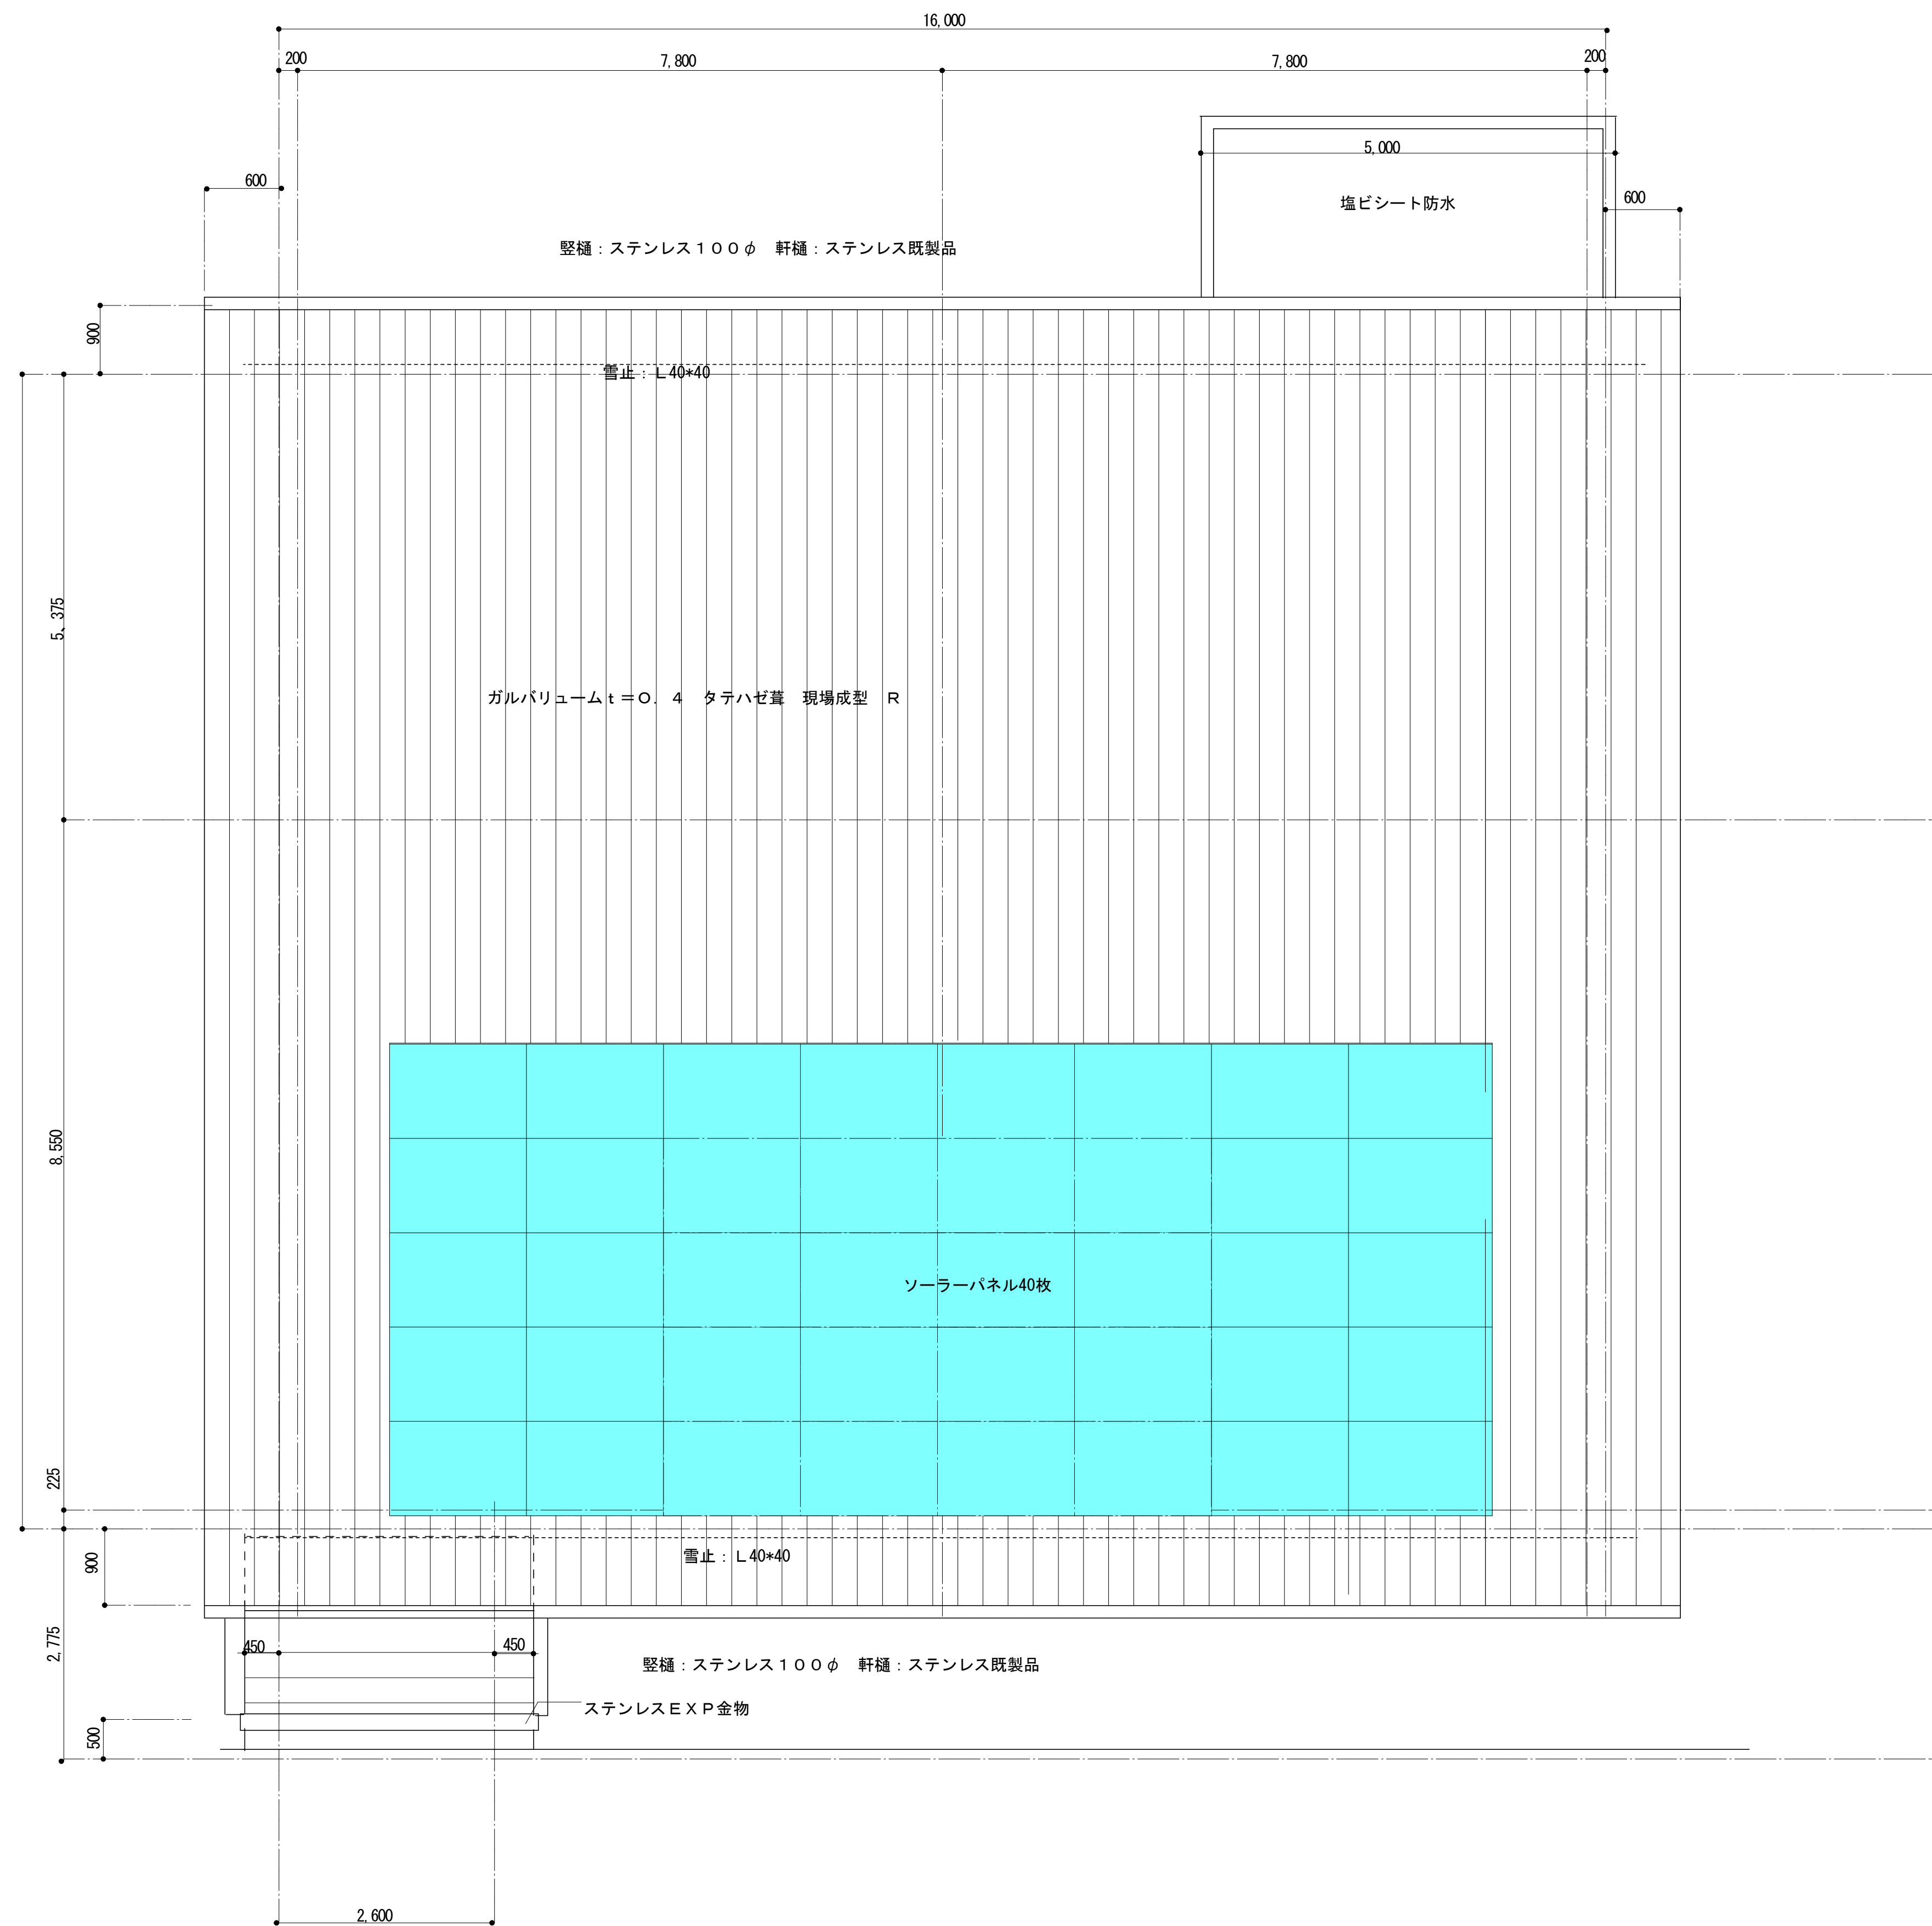 16,000
200
7,800
7,800
200
5,000
600
塩ビシート防水
600
竪樋：ステンレス１００φ　軒樋：ステンレス既製品
900
雪止：Ｌ40*40
5、375
ガルバリュームｔ＝０．４　タテハゼ葺　現場成型　Ｒ
8,550
ソーラーパネル40枚
225
900
雪止：Ｌ40*40
2,775
450
450
竪樋：ステンレス１００φ　軒樋：ステンレス既製品
ステンレスＥＸＰ金物
500
2,600